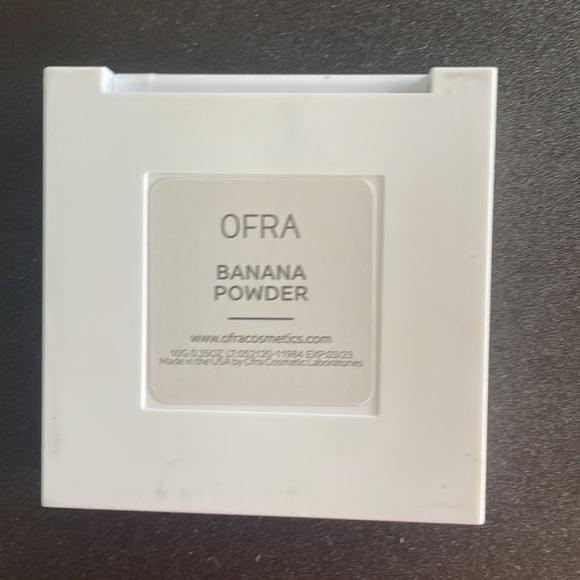 OFRA
BANANA
POWDER
www.ofracosmetics.com
10G 0.35OZ LT:052120-11984 EXP:03/23
Made in the USA by Ofra Cosmetic Laboratories